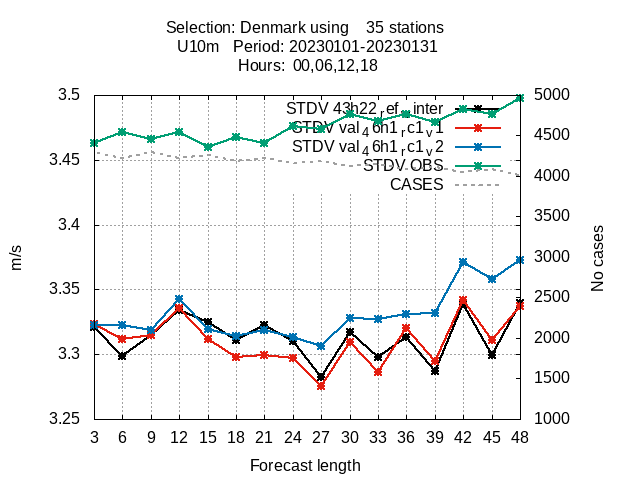 Selection: Denmark using    35 stations
U10m   Period: 20230101-20230131
Hours:  00,06,12,18
3.5
3.45
3.4
3.35
3.3
3.25
5000
4500
4000
3500
3000
2500
2000
1500
1000
STDV 43h22ref_inter
STDV val46h1rc1v1
STDV val46h1rc1v2
STDV OBS
CASES
m/s
No cases
3 6 9 12 15 18 21 24 27 30 33 36 39 42 45 48
Forecast length